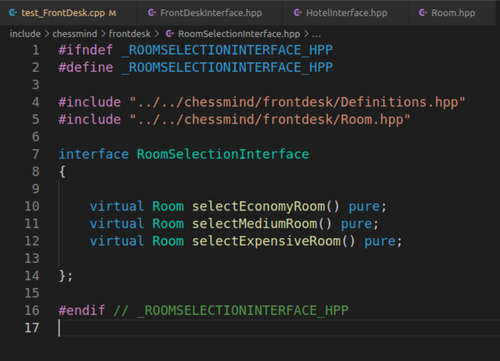 test_FrontDesk.cpp M FrontDeskInterface.hpp HotelInterface.hpp Room.hpp
include > chessmind > frontdesk > RoomSelectionInterface.hpp > ...
1 #ifndef _ROOMSELECTIONINTERFACE_HPP
2 #define _ROOMSELECTIONINTERFACE_HPP
3
4 #include "../../chessmind/frontdesk/Definitions.hpp"
5 #include "../../chessmind/frontdesk/Room.hpp"
6
7 interface RoomSelectionInterface
8 {
9
10 virtual Room selectEconomyRoom() pure;
11 virtual Room selectMediumRoom() pure;
12 virtual Room selectExpensiveRoom() pure;
13
14 };
15
16 #endif // _ROOMSELECTIONINTERFACE_HPP
17